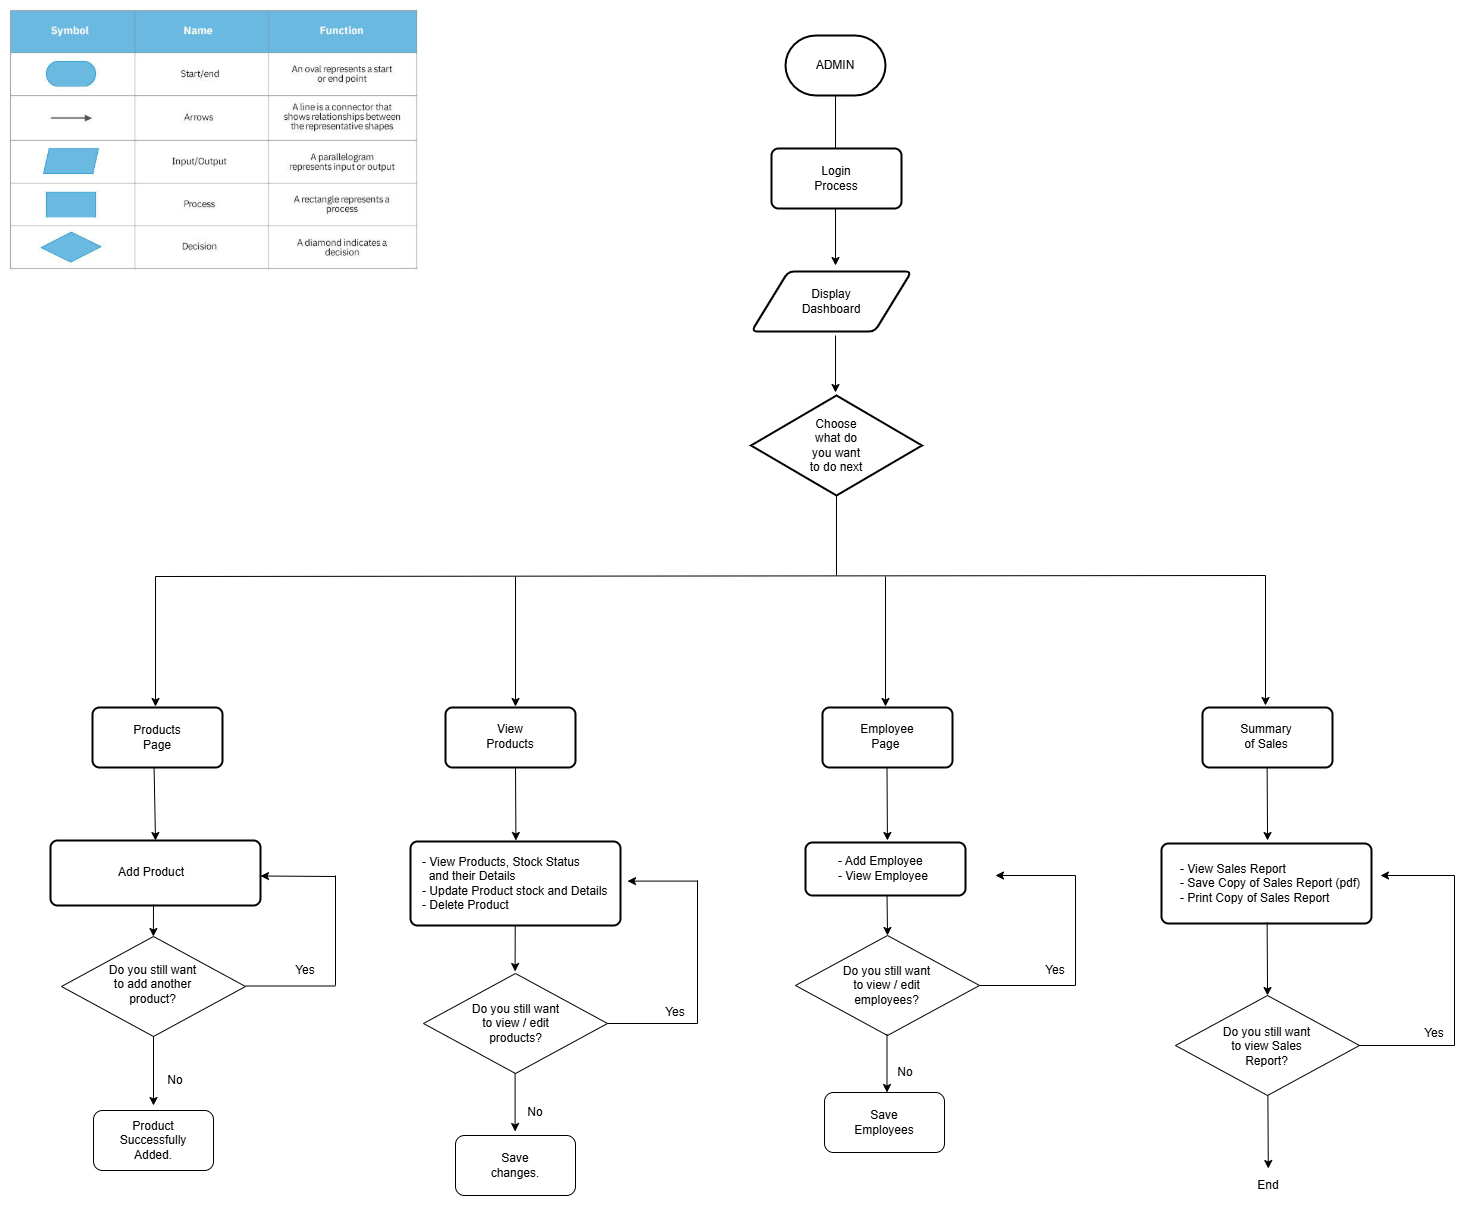 Symbol
Name
Function
Start/end
An oval represents a start
or end point
Arrows
A line is a connector that
shows relationships between
the representative shapes
Input/Output
A parallelogram
represents input or output
Process
A rectangle represents a
process
Decision
A diamond indicates a
decision
ADMIN
Login
Process
Display
Dashboard
Choose
what do
you want
to do next
Products
Page
View
Products
Employee
Page
Summary
of Sales
Add Product
- View Products, Stock Status
and their Details
- Update Product stock and Details
- Delete Product
- Add Employee
- View Employee
- View Sales Report
- Save Copy of Sales Report (pdf)
- Print Copy of Sales Report
Do you still want
to add another
product?
Yes
No
Product
Successfully
Added.
Do you still want
to view / edit
products?
Yes
No
Save
changes.
Do you still want
to view / edit
employees?
Yes
No
Save
Employees
Do you still want
to view Sales
Report?
Yes
End